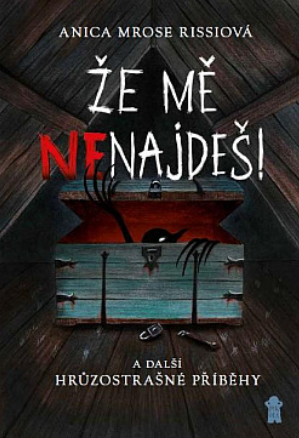 ANICA MROSE RISSIOVÁ
ŽE MĚ
NENAJDEŠ!
A DALŠÍ
HRŮZOSTRAŠNÉ PŘÍBĚHY